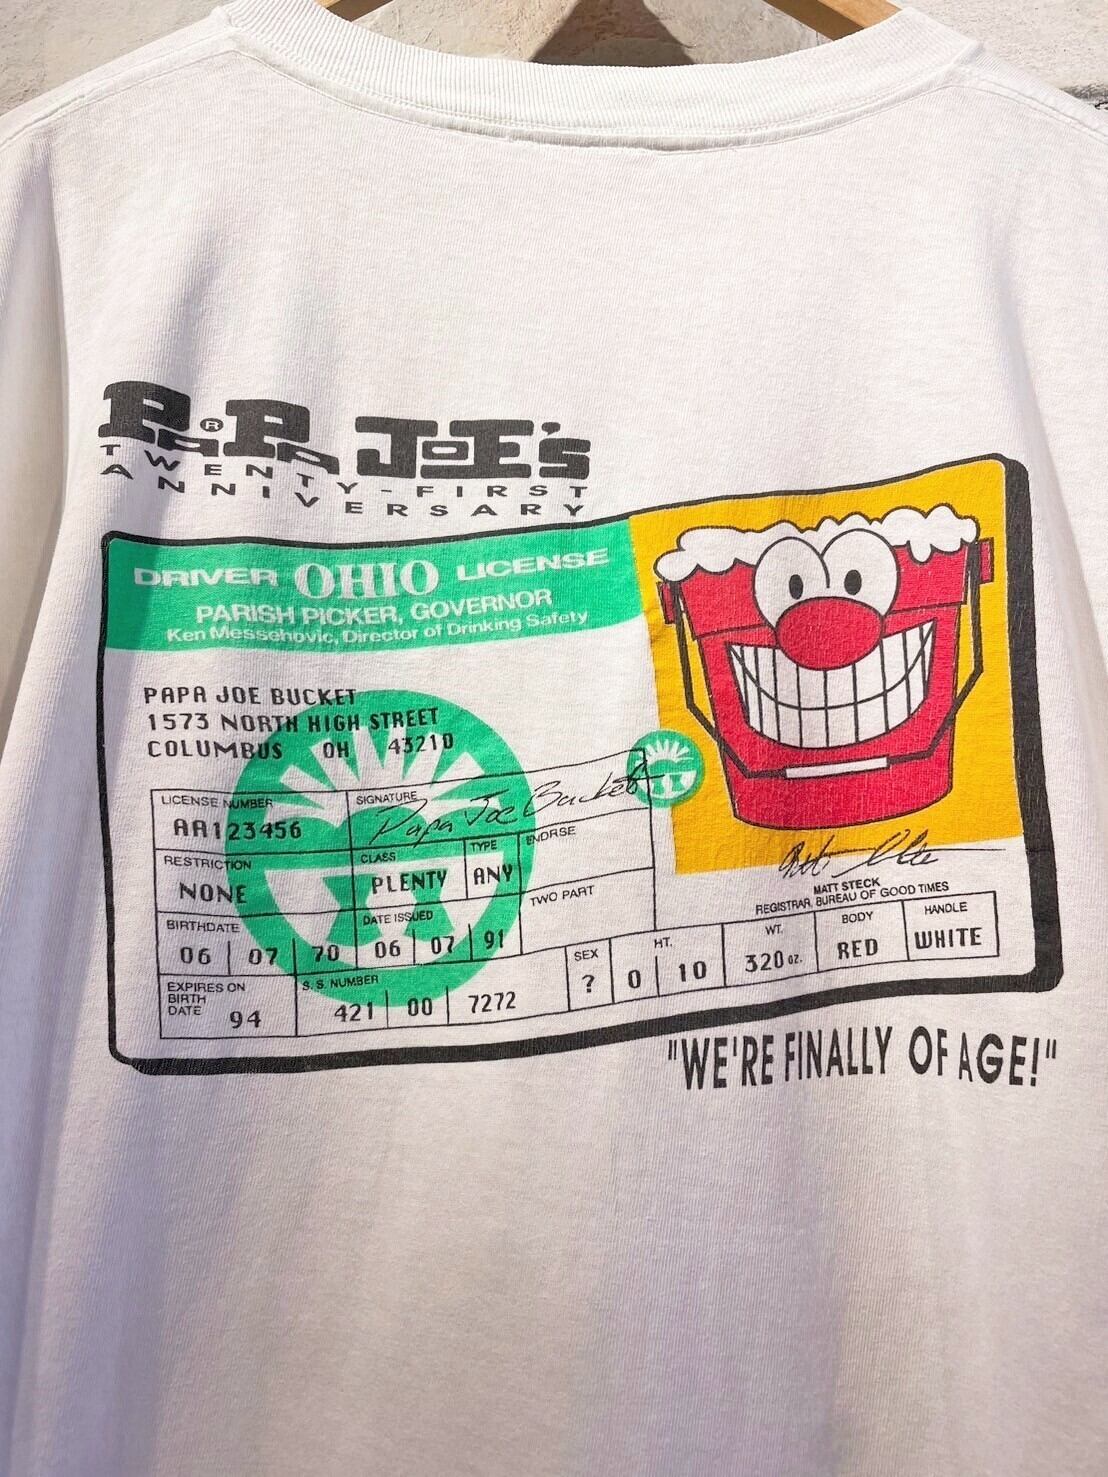 PAPA JOE'S
®
TWENTY-FIRST
ANNIVERSARY
DRIVER OHIO LICENSE
PARISH PICKER, GOVERNOR
Ken Messehovic, Director of Drinking Safety
PAPA JOE BUCKET
1573 NORTH HIGH STREET
COLUMBUS OH 43210
LICENSE NUMBER
AA123456
SIGNATURE
Papa Joe Bucket
RESTRICTION
NONE
CLASS
PLENTY
TYPE
ANY
ENDORSE
TWO PART
BIRTHDATE
06 07 70
DATE ISSUED
06 07 91
EXPIRES ON
BIRTH
DATE 94
S. S. NUMBER
421 00 7272
SEX
?
HT.
0 10
WT.
320 oz.
BODY
RED
HANDLE
WHITE
MATT STECK
REGISTRAR, BUREAU OF GOOD TIMES
"WE'RE FINALLY OF AGE!"